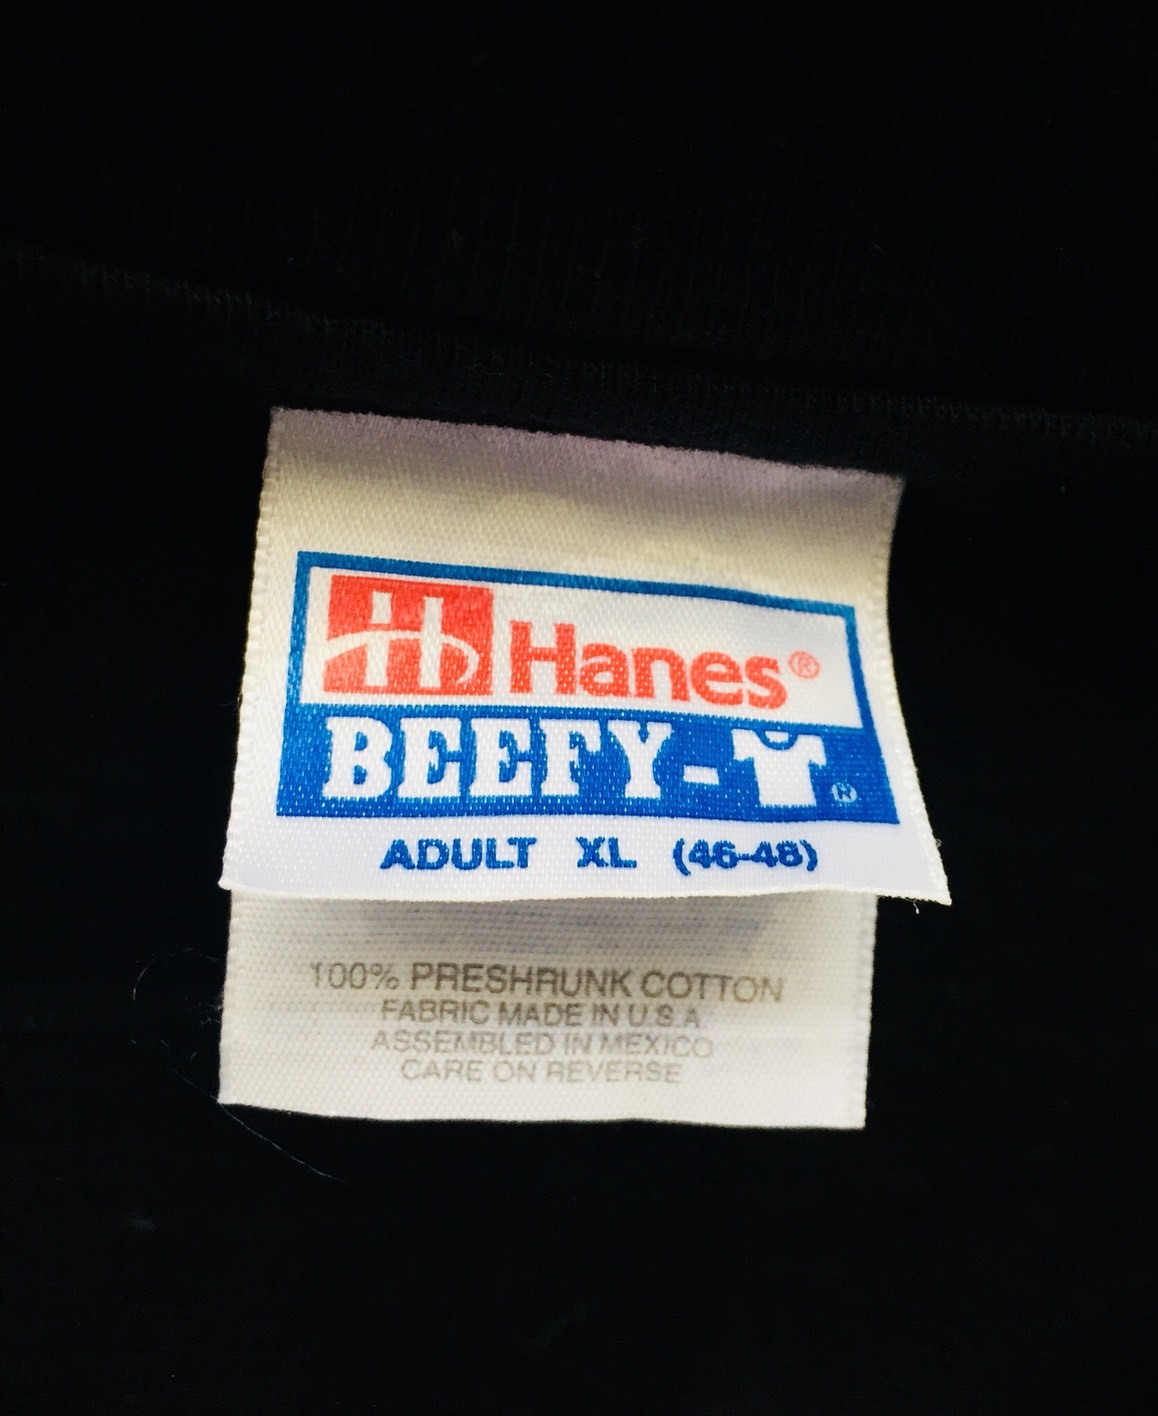 Hanes®
BEEFY-T®
ADULT XL (46-48)
100% PRESHRUNK COTTON
FABRIC MADE IN U.S.A.
ASSEMBLED IN MEXICO
CARE ON REVERSE